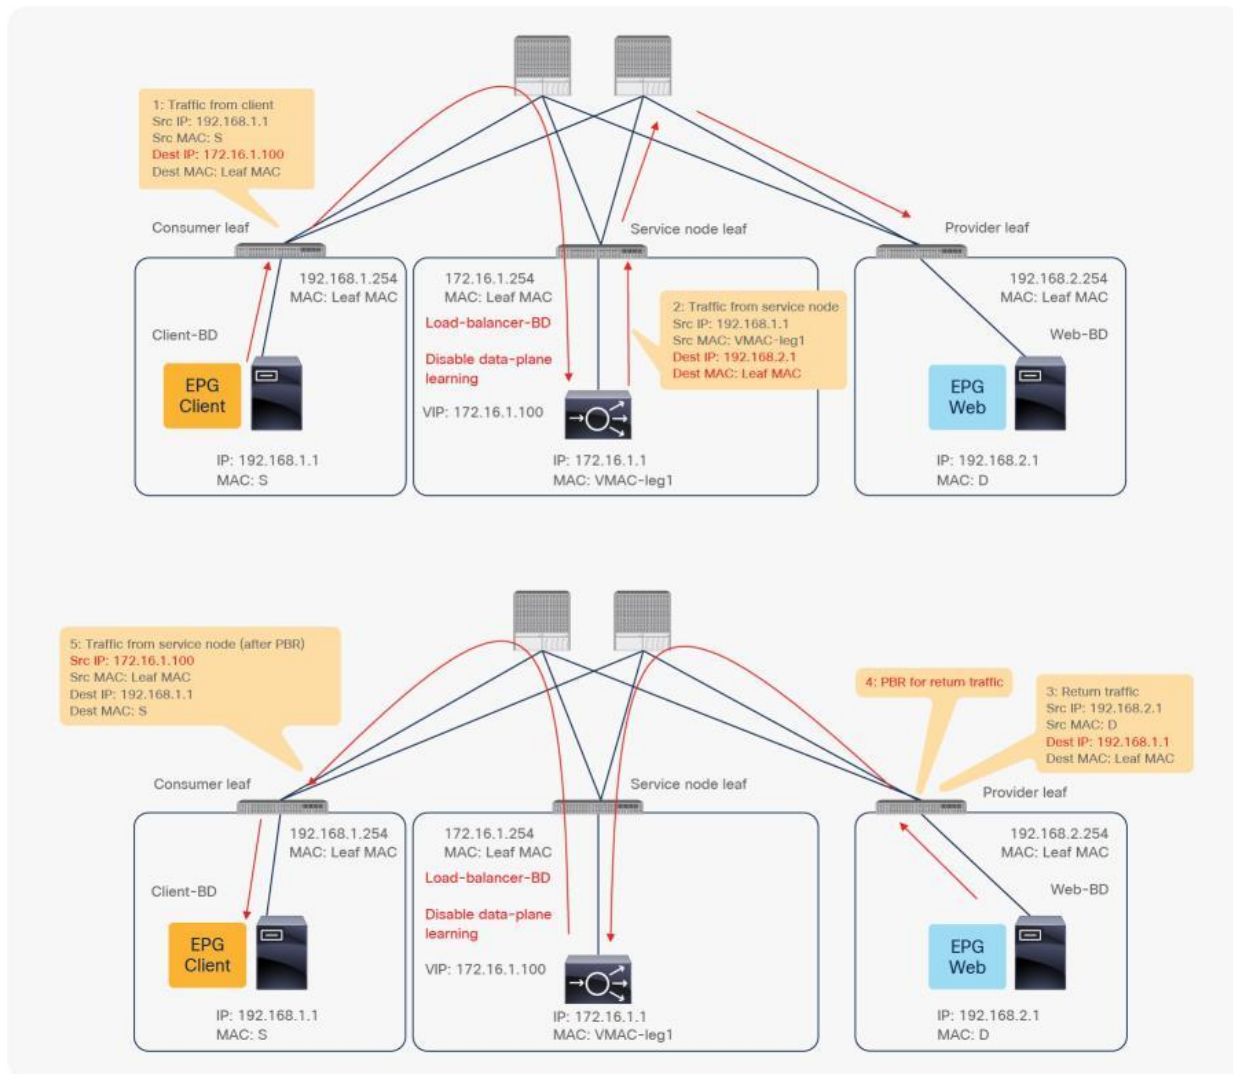 1: Traffic from client
Src IP: 192.168.1.1
Src MAC: S
Dest IP: 172.16.1.100
Dest MAC: Leaf MAC
Consumer leaf
Service node leaf
Provider leaf
192.168.1.254
MAC: Leaf MAC
Client-BD
EPG
Client
IP: 192.168.1.1
MAC: S
172.16.1.254
MAC: Leaf MAC
Load-balancer-BD
Disable data-plane
learning
VIP: 172.16.1.100
IP: 172.16.1.1
MAC: VMAC-leg1
2: Traffic from service node
Src IP: 192.168.1.1
Src MAC: VMAC-leg1
Dest IP: 192.168.2.1
Dest MAC: Leaf MAC
192.168.2.254
MAC: Leaf MAC
Web-BD
EPG
Web
IP: 192.168.2.1
MAC: D
5: Traffic from service node (after PBR)
Src IP: 172.16.1.100
Src MAC: Leaf MAC
Dest IP: 192.168.1.1
Dest MAC: S
4: PBR for return traffic
3: Return traffic
Src IP: 192.168.2.1
Src MAC: D
Dest IP: 192.168.1.1
Dest MAC: Leaf MAC
Consumer leaf
Service node leaf
Provider leaf
192.168.1.254
MAC: Leaf MAC
Client-BD
EPG
Client
IP: 192.168.1.1
MAC: S
172.16.1.254
MAC: Leaf MAC
Load-balancer-BD
Disable data-plane
learning
VIP: 172.16.1.100
IP: 172.16.1.1
MAC: VMAC-leg1
192.168.2.254
MAC: Leaf MAC
Web-BD
EPG
Web
IP: 192.168.2.1
MAC: D